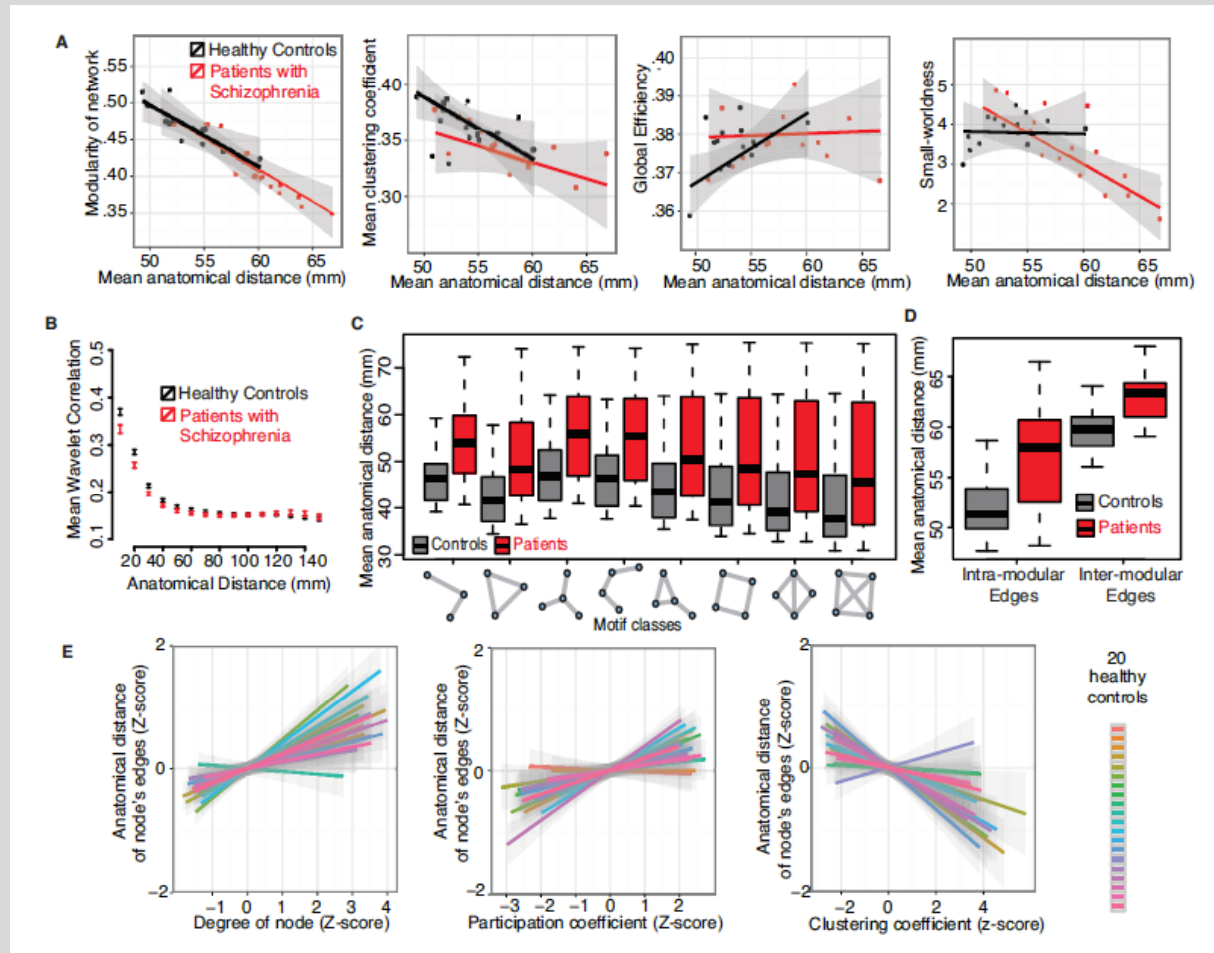 A
Modularity of network
.55
.50
.45
.40
.35
Healthy Controls
Patients with
Schizophrenia
50
55
60
65
Mean anatomical distance (mm)
Mean clustering coefficient
.40
.35
.30
50
55
60
65
Mean anatomical distance (mm)
Global Efficiency
.40
.39
.38
.37
.36
50
55
60
65
Mean anatomical distance (mm)
Small-worldness
5
4
3
2
50
55
60
65
Mean anatomical distance (mm)
B
Mean Wavelet Correlation
0.5
0.4
0.3
0.2
0.1
Healthy Controls
Patients with
Schizophrenia
20 40 60 80 100 140
Anatomical Distance (mm)
C
Mean anatomical distance (mm)
70
60
50
40
30
Controls
Patients
Motif classes
D
Mean anatomical distance (mm)
65
60
55
50
Controls
Patients
Intra-modular
Edges
Inter-modular
Edges
E
Anatomical distance
of node's edges (Z-score)
2
0
−2
−1 0 1 2 3 4
Degree of node (Z-score)
Anatomical distance
of node's edges (Z-score)
2
0
−2
−3 −2 −1 0 1 2
Participation coefficient (Z-score)
Anatomical distance
of node's edges (Z-score)
2
0
−2
−2 0 2 4
Clustering coefficient (z-score)
20
healthy
controls